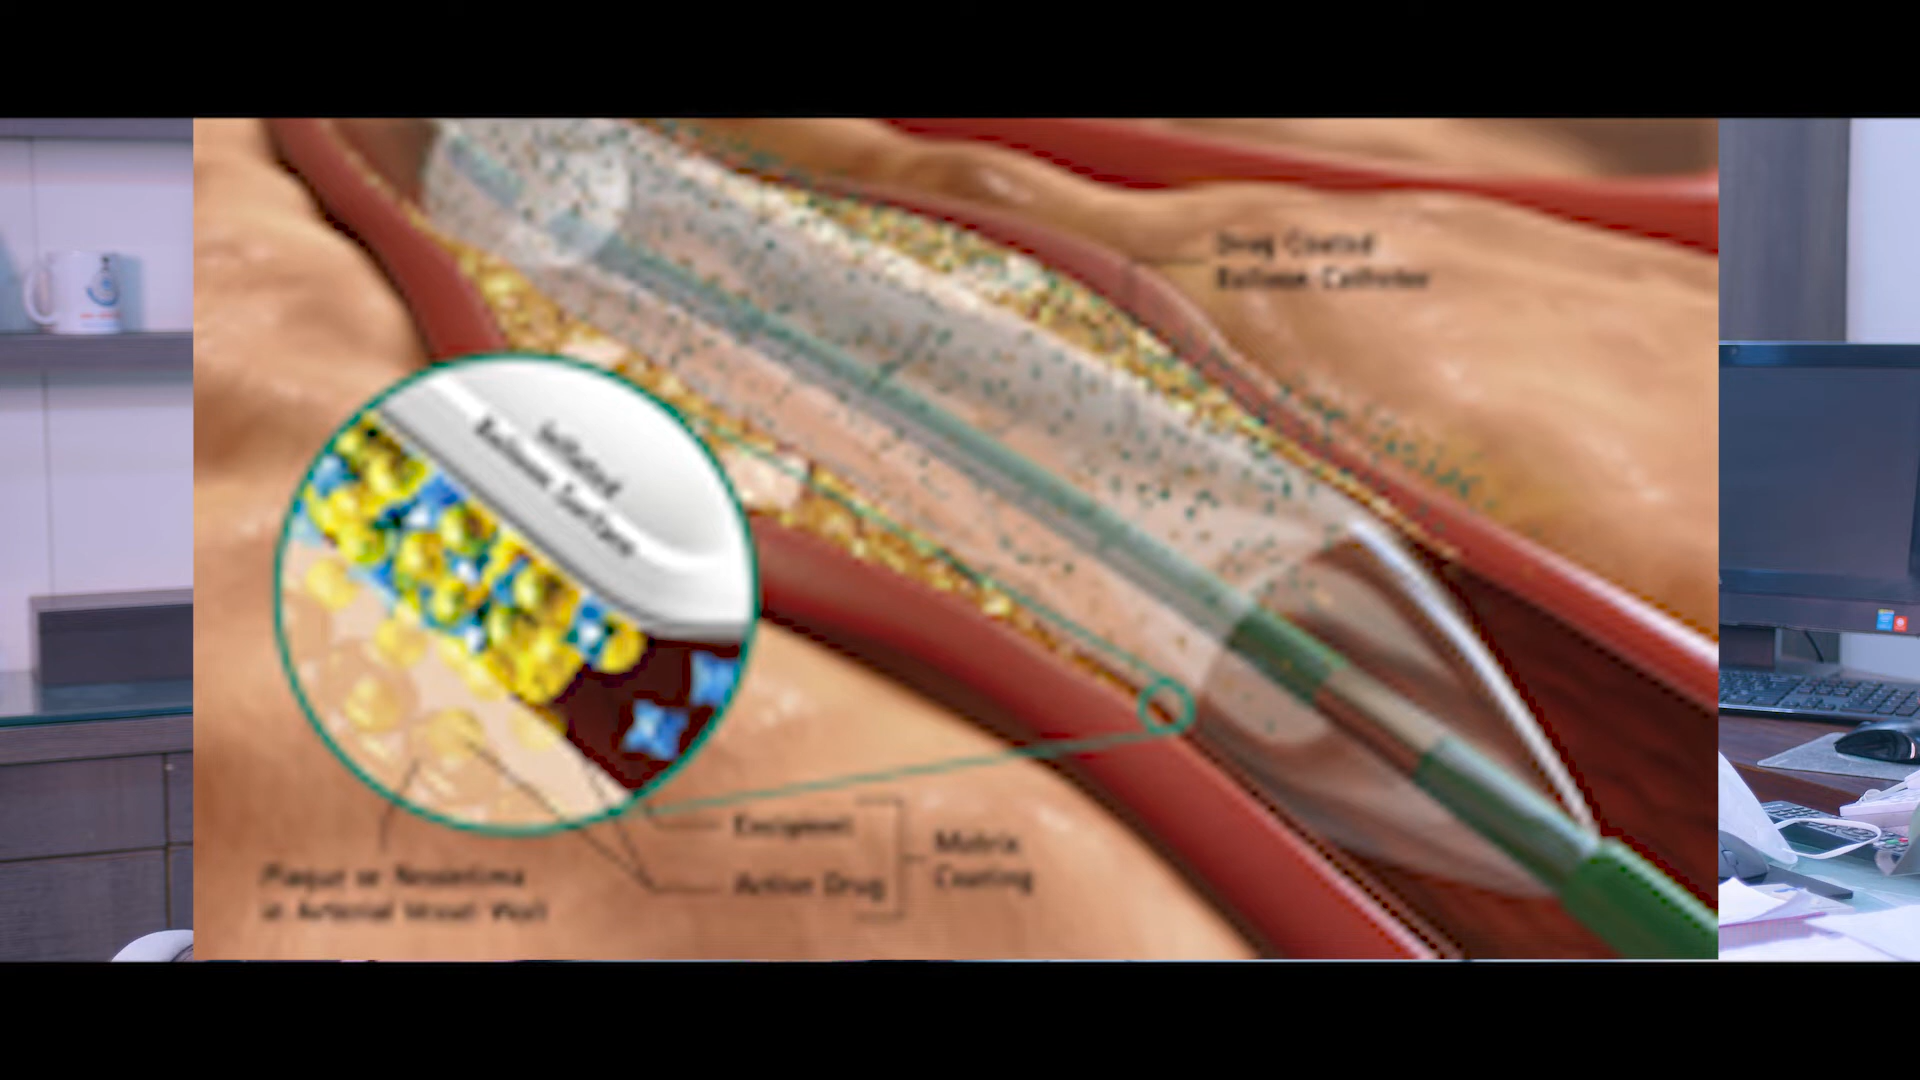 Drug Coated
Balloon Catheter
Inflated
Balloon Surface
Excipient
Active Drug
Matrix
Coating
Plaque or Neointima
in Arterial Vessel Wall